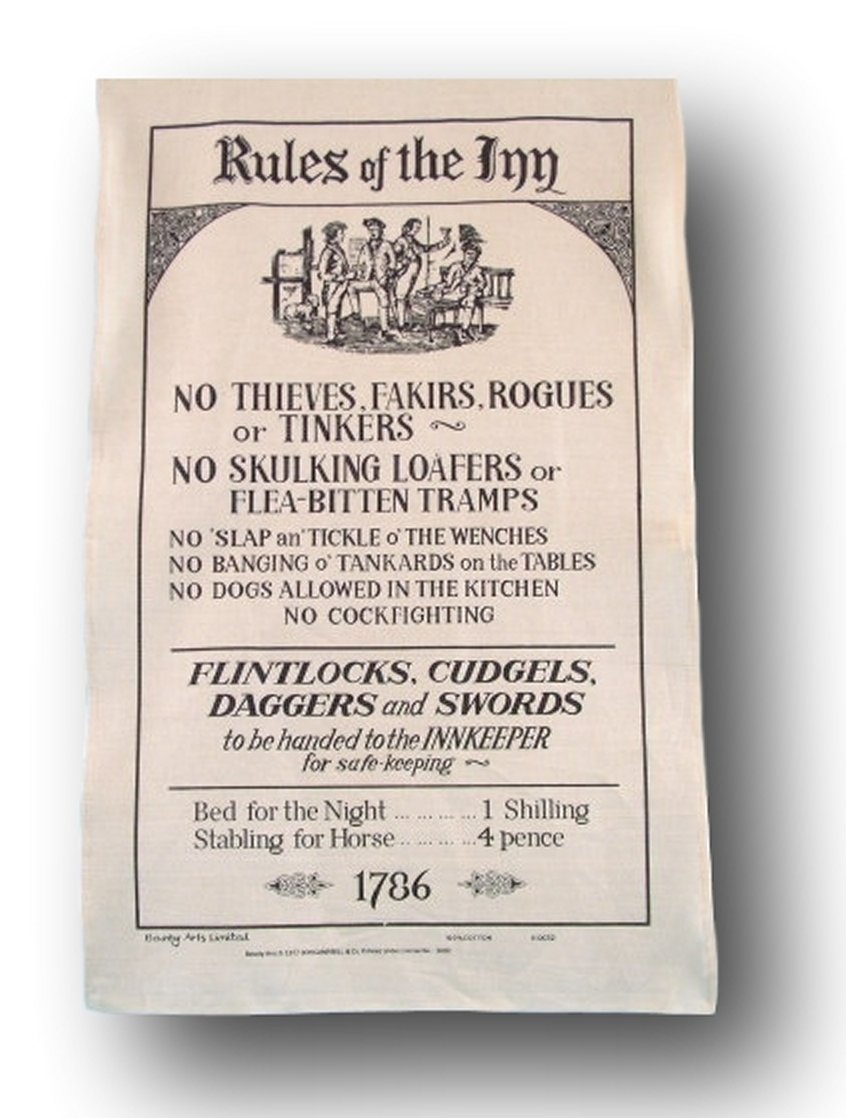 Rules of the Inn
NO THIEVES, FAKIRS, ROGUES
or TINKERS
NO SKULKING LOAFERS or
FLEA-BITTEN TRAMPS
NO 'SLAP an' TICKLE o' THE WENCHES
NO BANGING o' TANKARDS on the TABLES
NO DOGS ALLOWED IN THE KITCHEN
NO COCKFIGHTING
FLINTLOCKS, CUDGELS,
DAGGERS and SWORDS
to be handed to the INNKEEPER
for safe-keeping
Bed for the Night ... ... ... ... 1 Shilling
Stabling for Horse ... ... ... ... 4 pence
1786
Bounty Arts Limited